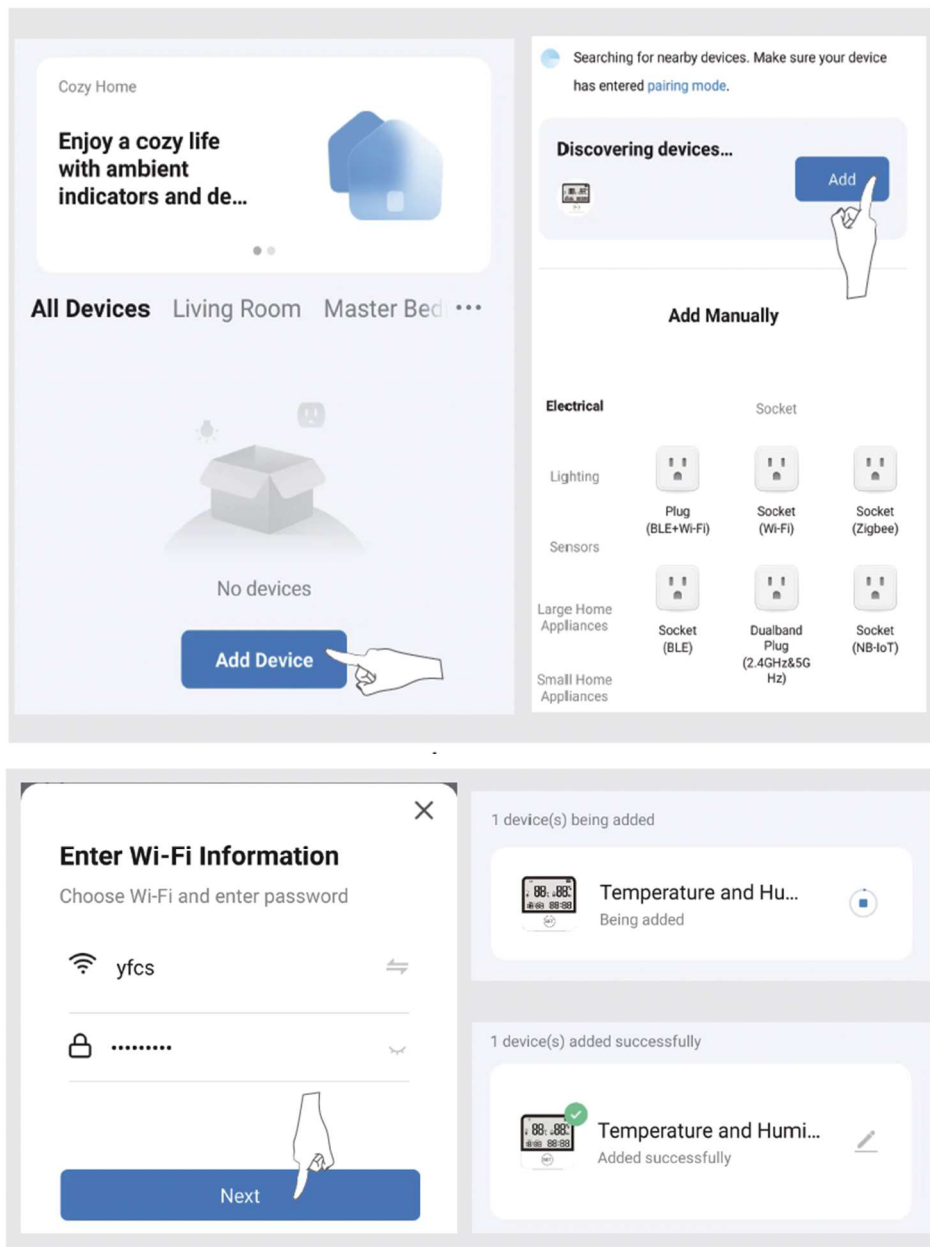 Cozy Home
Enjoy a cozy life
with ambient
indicators and de...
All Devices Living Room Master Bed
No devices
Add Device
Searching for nearby devices. Make sure your device
has entered pairing mode.
Discovering devices...
Add
Add Manually
Electrical
Lighting
Sensors
Large Home
Appliances
Small Home
Appliances
Socket
Plug
(BLE+Wi-Fi)
Socket
(Wi-Fi)
Socket
(Zigbee)
Socket
(BLE)
Dualband
Plug
(2.4GHz&5G
Hz)
Socket
(NB-IoT)
Enter Wi-Fi Information
Choose Wi-Fi and enter password
yfcs
Next
1 device(s) being added
Temperature and Hu...
Being added
1 device(s) added successfully
Temperature and Humi...
Added successfully